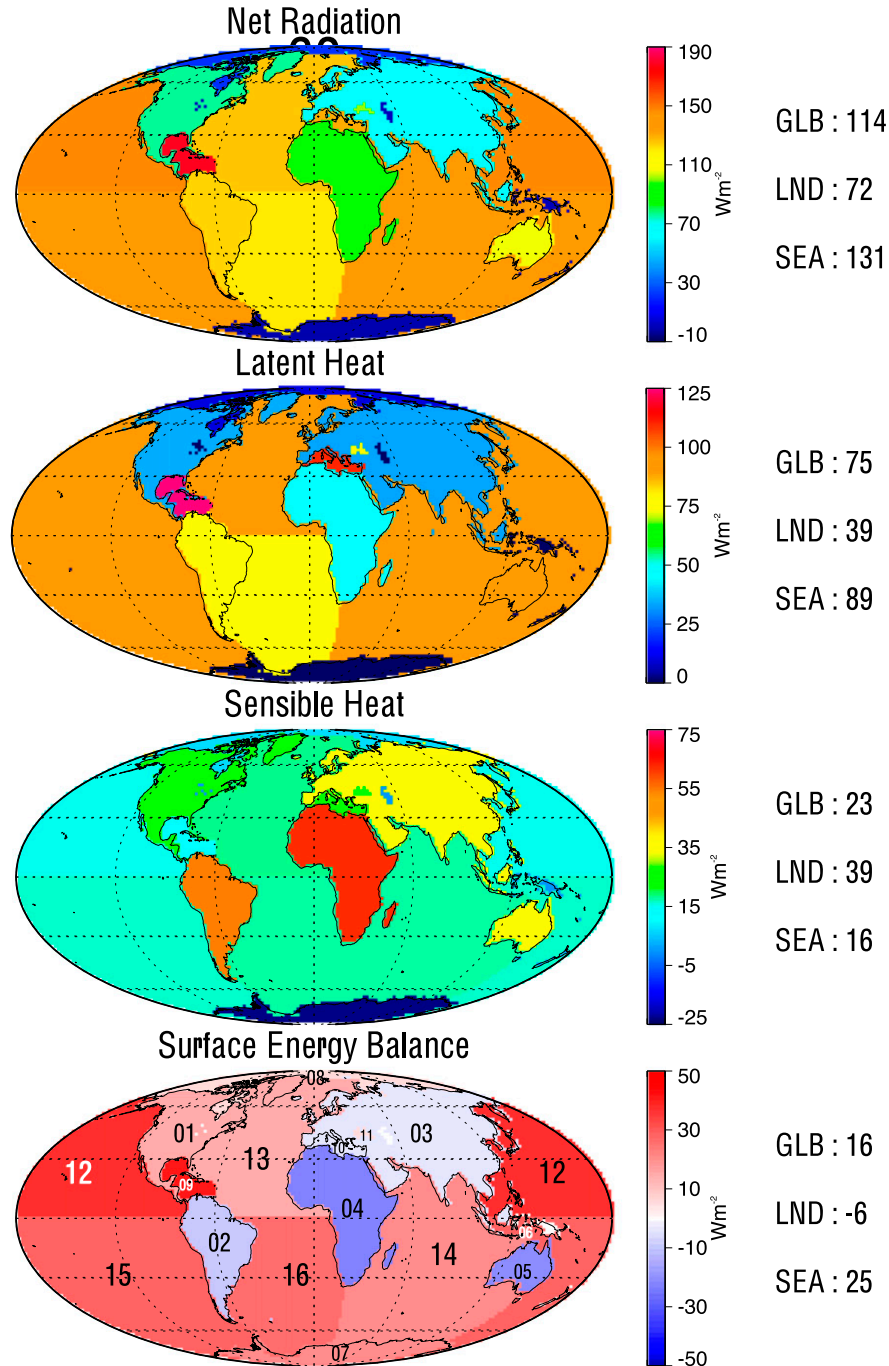 Net Radiation
190
150
110
70
30
-10
Wm-2
GLB : 114
LND : 72
SEA : 131
Latent Heat
125
100
75
50
25
0
Wm-2
GLB : 75
LND : 39
SEA : 89
Sensible Heat
75
55
35
15
-5
-25
Wm-2
GLB : 23
LND : 39
SEA : 16
Surface Energy Balance
08
01
11
03
12
13
12
09
04
02
06
14
15
16
05
07
50
30
10
-10
-30
-50
Wm-2
GLB : 16
LND : -6
SEA : 25